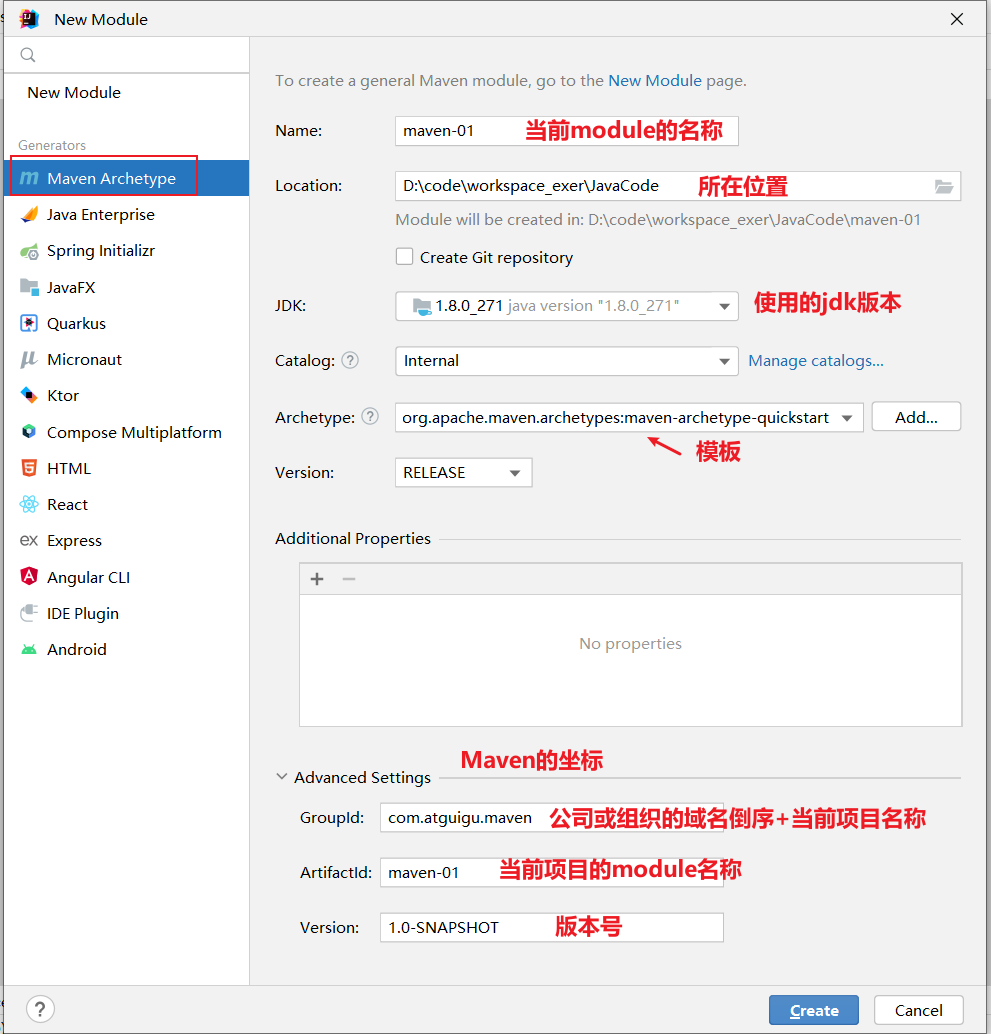 New Module
New Module
Generators
Maven Archetype
Java Enterprise
Spring Initializr
JavaFX
Quarkus
Micronaut
Ktor
Compose Multiplatform
HTML
React
Express
Angular CLI
IDE Plugin
Android
To create a general Maven module, go to the New Module page.
Name: maven-01 当前module的名称
Location: D:\code\workspace_exer\JavaCode 所在位置
Module will be created in: D:\code\workspace_exer\JavaCode\maven-01
Create Git repository
JDK: 1.8.0_271 java version "1.8.0_271" 使用的jdk版本
Catalog: ? Internal Manage catalogs...
Archetype: ? org.apache.maven.archetypes:maven-archetype-quickstart Add...
模板
Version: RELEASE
Additional Properties
No properties
Maven的坐标
Advanced Settings
GroupId: com.atguigu.maven 公司或组织的域名倒序+当前项目名称
ArtifactId: maven-01 当前项目的module名称
Version: 1.0-SNAPSHOT 版本号
? Create Cancel